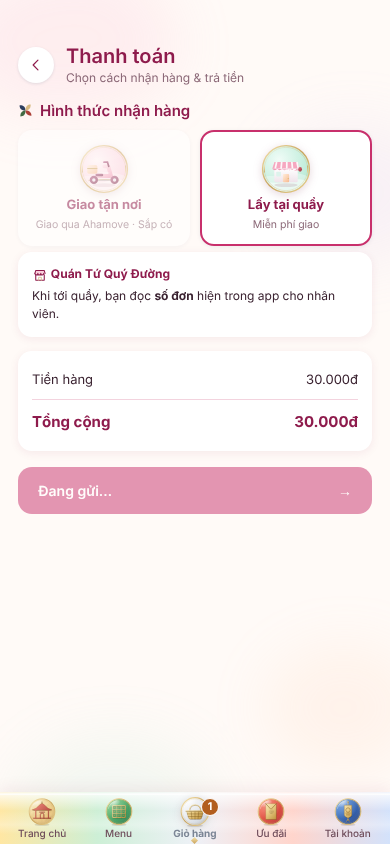 Thanh toán
Chọn cách nhận hàng & trả tiền
Hình thức nhận hàng
Giao tận nơi
Giao qua Ahamove · Sắp có
Lấy tại quầy
Miễn phí giao
Quán Tứ Quý Đường
Khi tới quầy, bạn đọc số đơn hiện trong app cho nhân
viên.
Tiền hàng 30.000đ
Tổng cộng 30.000đ
Đang gửi... →
1
Trang chủ Menu Giỏ hàng Ưu đãi Tài khoản